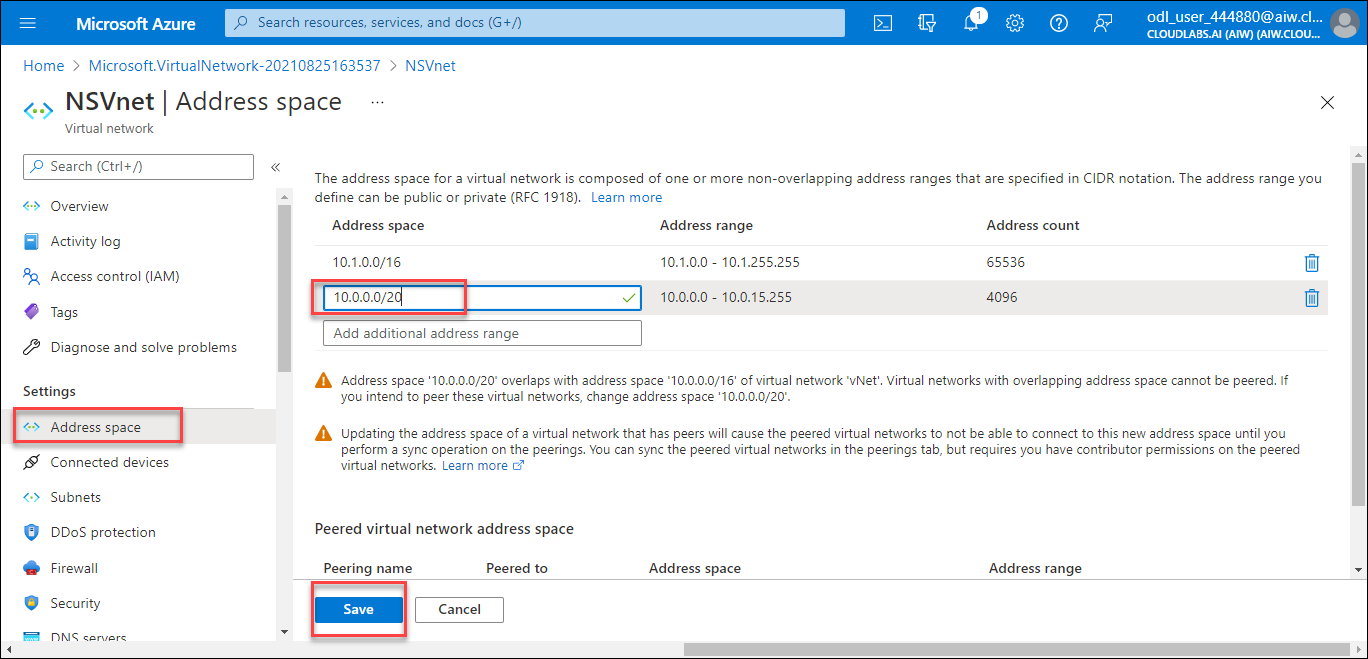 Microsoft Azure
Search resources, services, and docs (G+/)
1
odl_user_444880@aiw.cl...
CLOUDLABS.AI (AIW) (AIW.CLOU...
Home > Microsoft.VirtualNetwork-20210825163537 > NSVnet
NSVnet | Address space ...
Virtual network
Search (Ctrl+/)
Overview
Activity log
Access control (IAM)
Tags
Diagnose and solve problems
Settings
Address space
Connected devices
Subnets
DDoS protection
Firewall
Security
DNS servers
The address space for a virtual network is composed of one or more non-overlapping address ranges that are specified in CIDR notation. The address range you
define can be public or private (RFC 1918). Learn more
Address space Address range Address count
10.1.0.0/16 10.1.0.0 - 10.1.255.255 65536
10.0.0.0/20 10.0.0.0 - 10.0.15.255 4096
Add additional address range
Address space '10.0.0.0/20' overlaps with address space '10.0.0.0/16' of virtual network 'vNet'. Virtual networks with overlapping address space cannot be peered. If
you intend to peer these virtual networks, change address space '10.0.0.0/20'.
Updating the address space of a virtual network that has peers will cause the peered virtual networks to not be able to connect to this new address space until you
perform a sync operation on the peerings. You can sync the peered virtual networks in the peerings tab, but requires you have contributor permissions on the peered
virtual networks. Learn more
Peered virtual network address space
Peering name Peered to Address space Address range
Save Cancel